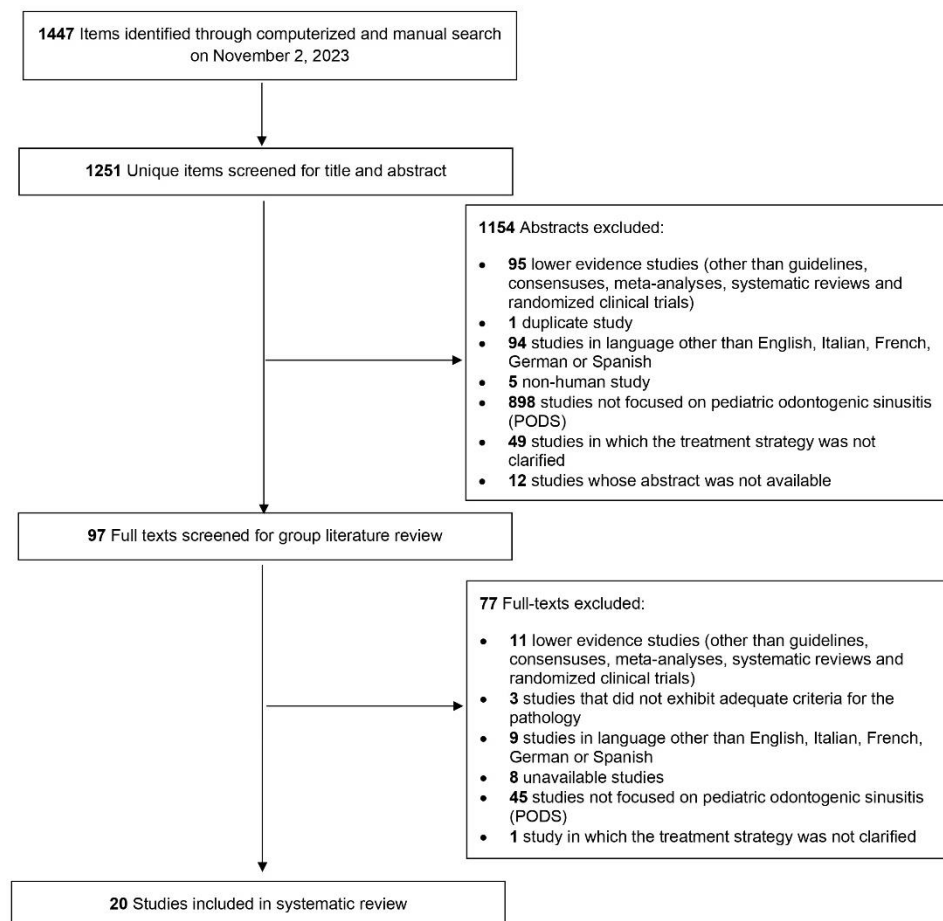 1447 Items identified through computerized and manual search
on November 2, 2023
1251 Unique items screened for title and abstract
1154 Abstracts excluded:
• 95 lower evidence studies (other than guidelines,
consensuses, meta-analyses, systematic reviews and
randomized clinical trials)
• 1 duplicate study
• 94 studies in language other than English, Italian, French,
German or Spanish
• 5 non-human study
• 898 studies not focused on pediatric odontogenic sinusitis
(PODS)
• 49 studies in which the treatment strategy was not
clarified
• 12 studies whose abstract was not available
97 Full texts screened for group literature review
77 Full-texts excluded:
• 11 lower evidence studies (other than guidelines,
consensuses, meta-analyses, systematic reviews and
randomized clinical trials)
• 3 studies that did not exhibit adequate criteria for the
pathology
• 9 studies in language other than English, Italian, French,
German or Spanish
• 8 unavailable studies
• 45 studies not focused on pediatric odontogenic sinusitis
(PODS)
• 1 study in which the treatment strategy was not clarified
20 Studies included in systematic review